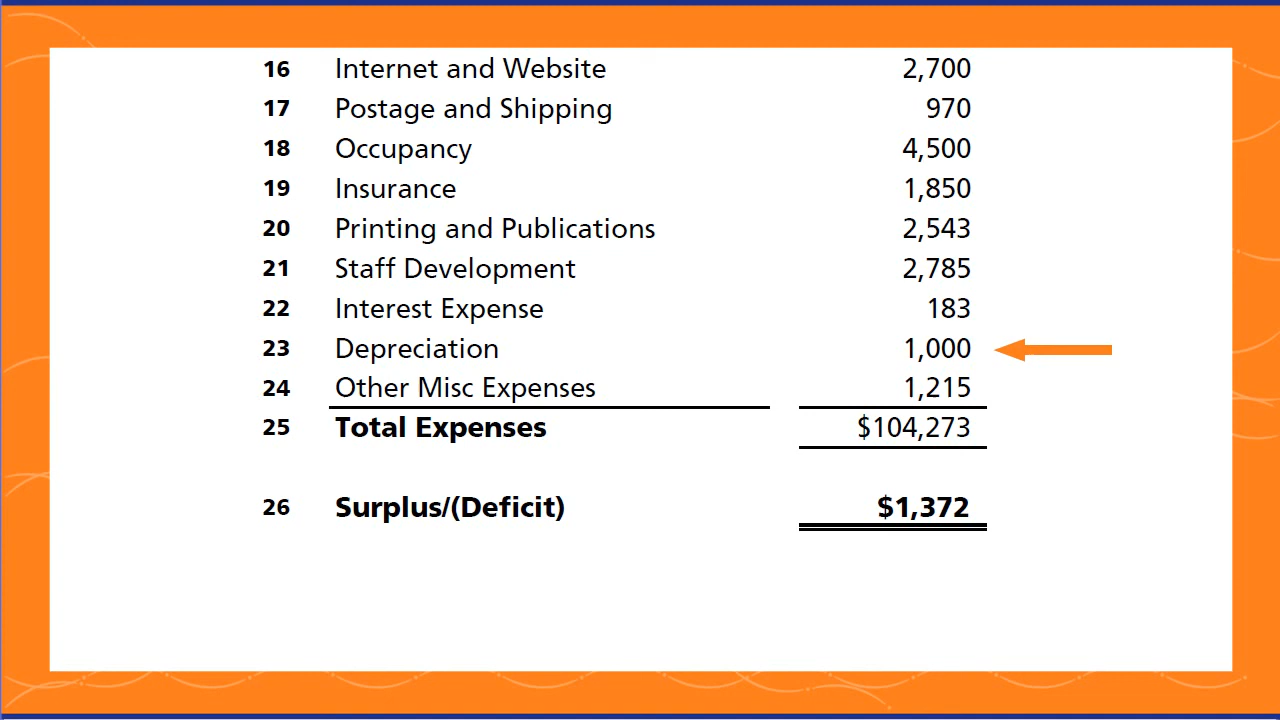 16 Internet and Website 2,700
17 Postage and Shipping 970
18 Occupancy 4,500
19 Insurance 1,850
20 Printing and Publications 2,543
21 Staff Development 2,785
22 Interest Expense 183
23 Depreciation 1,000
24 Other Misc Expenses 1,215
25 Total Expenses $104,273
26 Surplus/(Deficit) $1,372